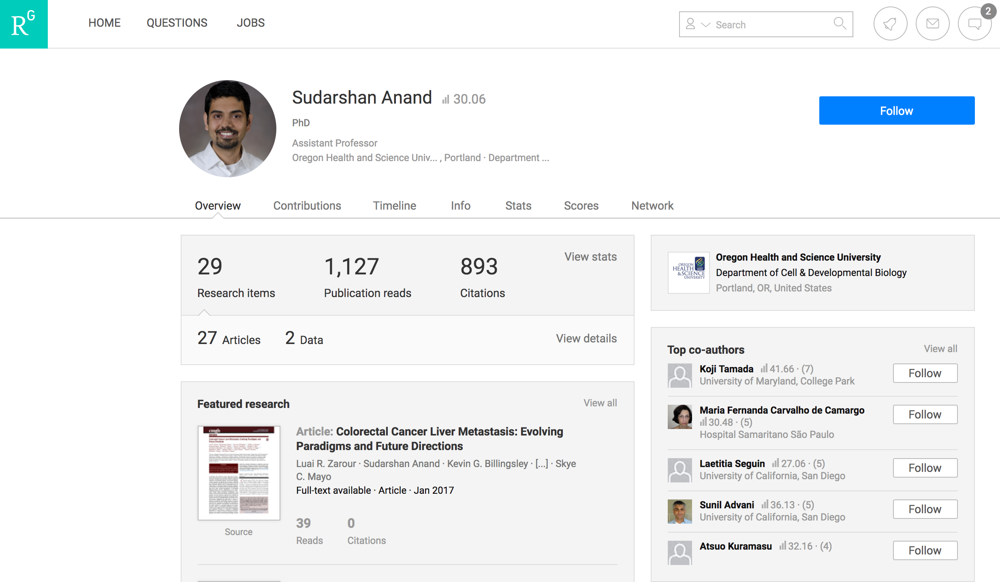 RG
HOME QUESTIONS JOBS
Search
2
Sudarshan Anand 30.06
PhD
Assistant Professor
Oregon Health and Science Univ... , Portland · Department ...
Follow
Overview Contributions Timeline Info Stats Scores Network
29 1,127 893 View stats
Research items Publication reads Citations
27 Articles 2 Data View details
Featured research View all
Article: Colorectal Cancer Liver Metastasis: Evolving
Paradigms and Future Directions
Luai R. Zarour · Sudarshan Anand · Kevin G. Billingsley · [...] · Skye
C. Mayo
Full-text available · Article · Jan 2017
39 0
Reads Citations
Source
OREGON
HEALTH
&SCIENCE
UNIVERSITY
OHSU
Oregon Health and Science University
Department of Cell & Developmental Biology
Portland, OR, United States
Top co-authors View all
Koji Tamada 41.66 · (7)
University of Maryland, College Park
Follow
Maria Fernanda Carvalho de Camargo
30.48 · (5)
Hospital Samaritano São Paulo
Follow
Laetitia Seguin 27.06 · (5)
University of California, San Diego
Follow
Sunil Advani 36.13 · (5)
University of California, San Diego
Follow
Atsuo Kuramasu 32.16 · (4)
Follow